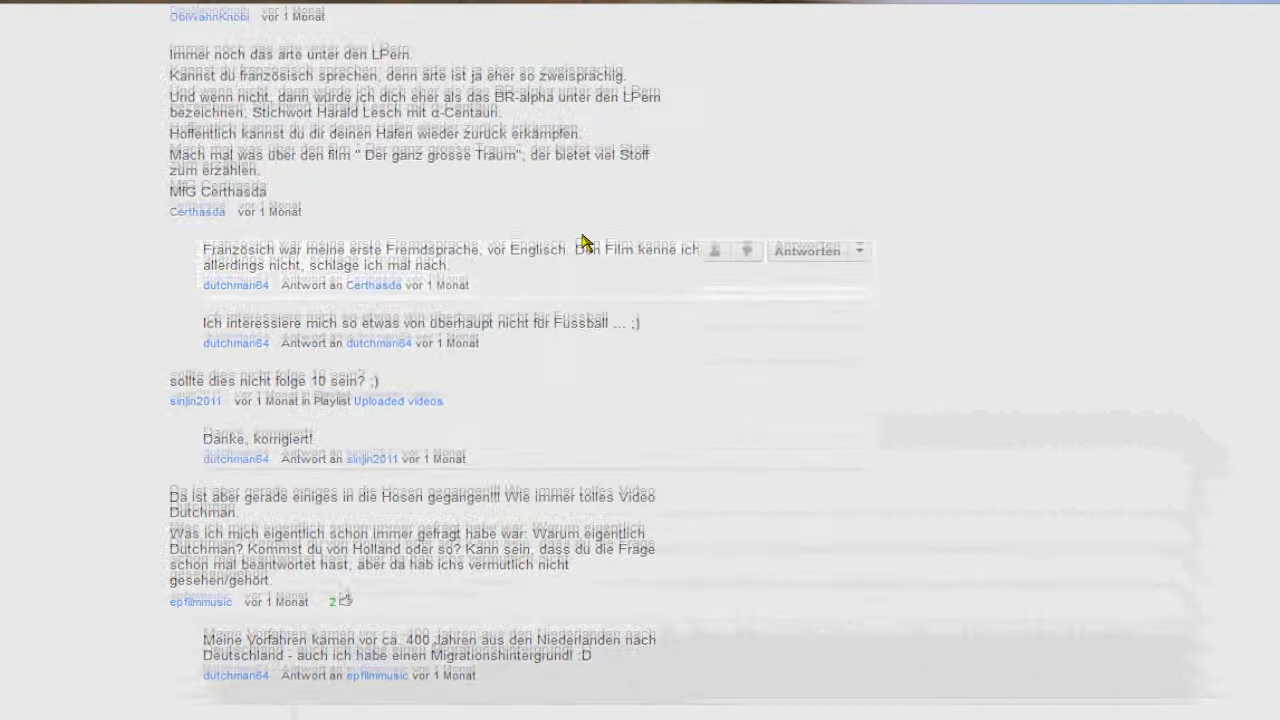 ObiWahnKnobi vor 1 Monat
Immer noch das arte unter den LPern.
Kannst du französisch sprechen, denn arte ist ja eher so zweisprachig.
Und wenn nicht, dann würde ich dich eher als das BR-alpha unter den LPern
bezeichnen. Stichwort Harald Lesch mit α-Centauri.
Hoffentlich kannst du dir deinen Hafen wieder zurück erkämpfen.
Mach mal was über den film " Der ganz grosse Traum", der bietet viel Stoff
zum erzählen.
MfG Certhasda
Certhasda vor 1 Monat
Französich war meine erste Fremdsprache, vor Englisch. Den Film kenne ich
allerdings nicht, schlage ich mal nach.
Antworten
dutchman64 Antwort an Certhasda vor 1 Monat
Ich interessiere mich so etwas von überhaupt nicht für Fussball ... ;)
dutchman64 Antwort an dutchman64 vor 1 Monat
sollte dies nicht folge 10 sein? ;)
sinjin2011 vor 1 Monat in Playlist Uploaded videos
Danke, korrigiert!
dutchman64 Antwort an sinjin2011 vor 1 Monat
Da ist aber gerade einiges in die Hosen gegangen!!! Wie immer tolles Video
Dutchman.
Was ich mich eigentlich schon immer gefragt habe war: Warum eigentlich
Dutchman? Kommst du von Holland oder so? Kann sein, dass du die Frage
schon mal beantwortet hast, aber da hab ichs vermutlich nicht
gesehen/gehört.
epfilmmusic vor 1 Monat 2
Meine Vorfahren kamen vor ca. 400 Jahren aus den Niederlanden nach
Deutschland - auch ich habe einen Migrationshintergrund! :D
dutchman64 Antwort an epfilmmusic vor 1 Monat